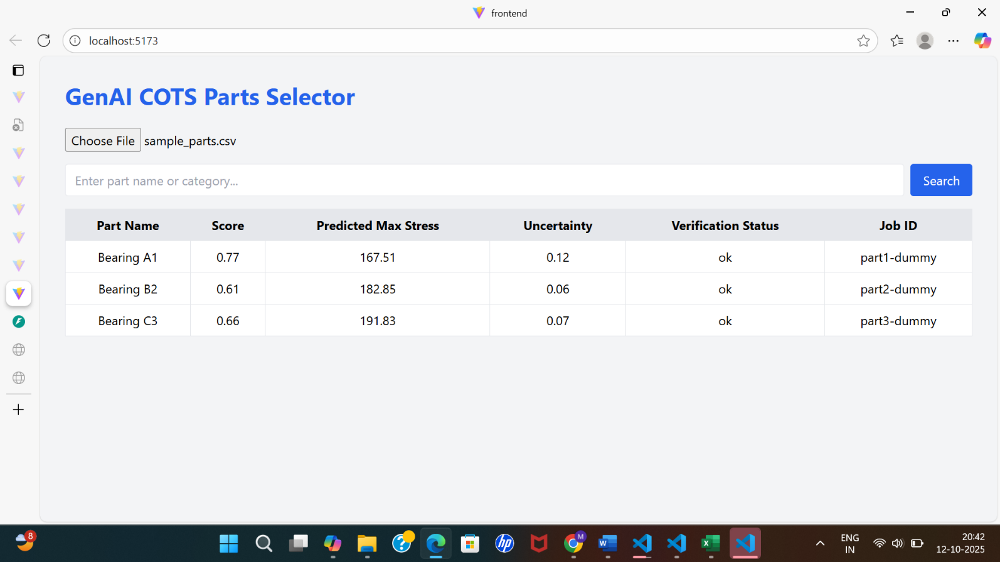 frontend
localhost:5173
GenAI COTS Parts Selector
Choose File sample_parts.csv
Enter part name or category...
Search
Part Name Score Predicted Max Stress Uncertainty Verification Status Job ID
Bearing A1 0.77 167.51 0.12 ok part1-dummy
Bearing B2 0.61 182.85 0.06 ok part2-dummy
Bearing C3 0.66 191.83 0.07 ok part3-dummy
8
hp
M
W
X
ENG
IN
20:42
12-10-2025